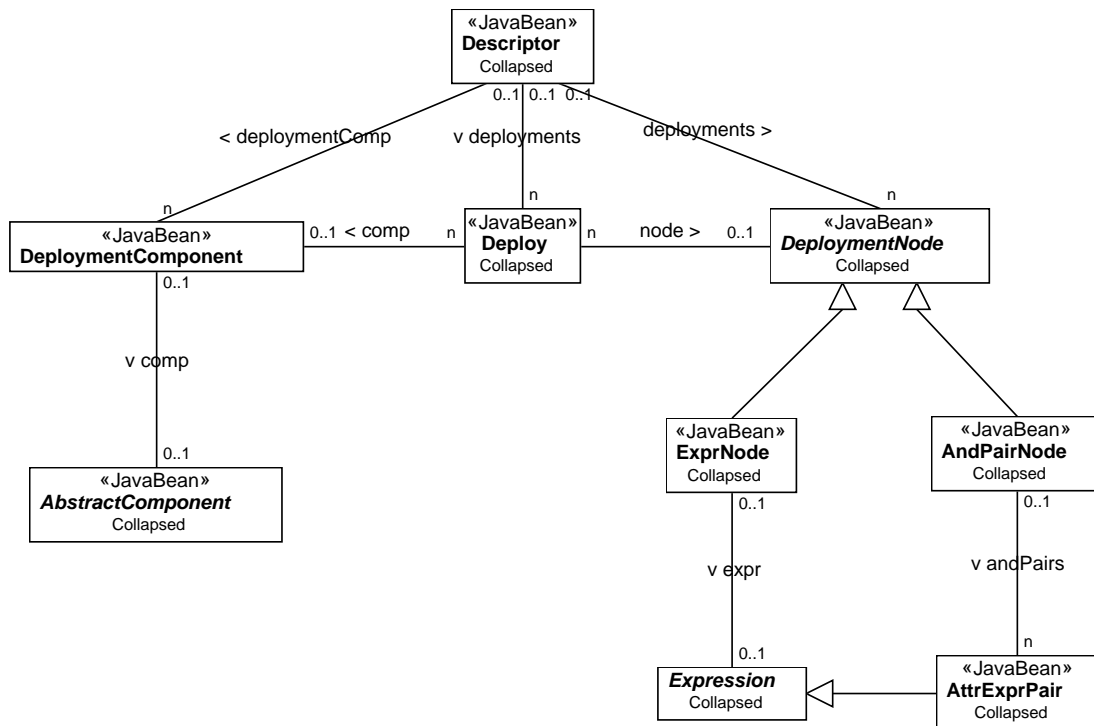 «JavaBean»
Descriptor
Collapsed
0..1 0..1 0..1
< deploymentComp
v deployments
deployments >
n
n
n
«JavaBean»
DeploymentComponent
0..1 < comp n
«JavaBean»
Deploy
Collapsed
n node > 0..1
«JavaBean»
DeploymentNode
Collapsed
0..1
v comp
0..1
«JavaBean»
AbstractComponent
Collapsed
«JavaBean»
ExprNode
Collapsed
«JavaBean»
AndPairNode
Collapsed
0..1
0..1
v expr
v andPairs
0..1
n
Expression
Collapsed
«JavaBean»
AttrExprPair
Collapsed